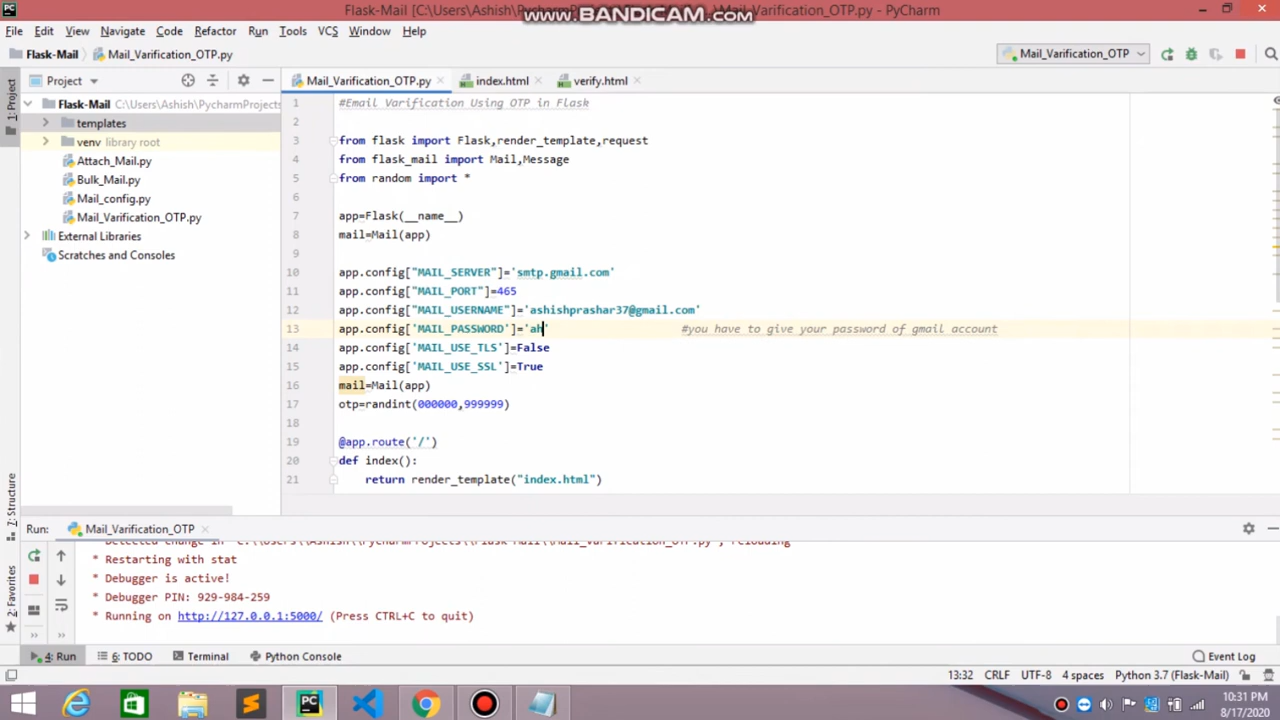 Flask-Mail [C:\Users\Ashish\PycharmProjects\Flask-Mail] - ...\Mail_Varification_OTP.py - PyCharm
www.BANDICAM.com
File Edit View Navigate Code Refactor Run Tools VCS Window Help
Flask-Mail Mail_Varification_OTP.py Mail_Varification_OTP
1: Project
Project Mail_Varification_OTP.py index.html verify.html
Flask-Mail C:\Users\Ashish\PycharmProjects
templates
venv library root
Attach_Mail.py
Bulk_Mail.py
Mail_config.py
Mail_Varification_OTP.py
External Libraries
Scratches and Consoles
1 #Email Varification Using OTP in Flask
2
3 from flask import Flask,render_template,request
4 from flask_mail import Mail,Message
5 from random import *
6
7 app=Flask(__name__)
8 mail=Mail(app)
9
10 app.config["MAIL_SERVER"]='smtp.gmail.com'
11 app.config["MAIL_PORT"]=465
12 app.config["MAIL_USERNAME"]='ashishprashar37@gmail.com'
13 app.config['MAIL_PASSWORD']='ah' #you have to give your password of gmail account
14 app.config['MAIL_USE_TLS']=False
15 app.config['MAIL_USE_SSL']=True
16 mail=Mail(app)
17 otp=randint(000000,999999)
18
19 @app.route('/')
20 def index():
21 return render_template("index.html")
7: Structure
2: Favorites
Run: Mail_Varification_OTP
* Restarting with stat
* Debugger is active!
* Debugger PIN: 929-984-259
* Running on http://127.0.0.1:5000/ (Press CTRL+C to quit)
4: Run 6: TODO Terminal Python Console Event Log
13:32 CRLF UTF-8 4 spaces Python 3.7 (Flask-Mail)
10:31 PM
8/17/2020